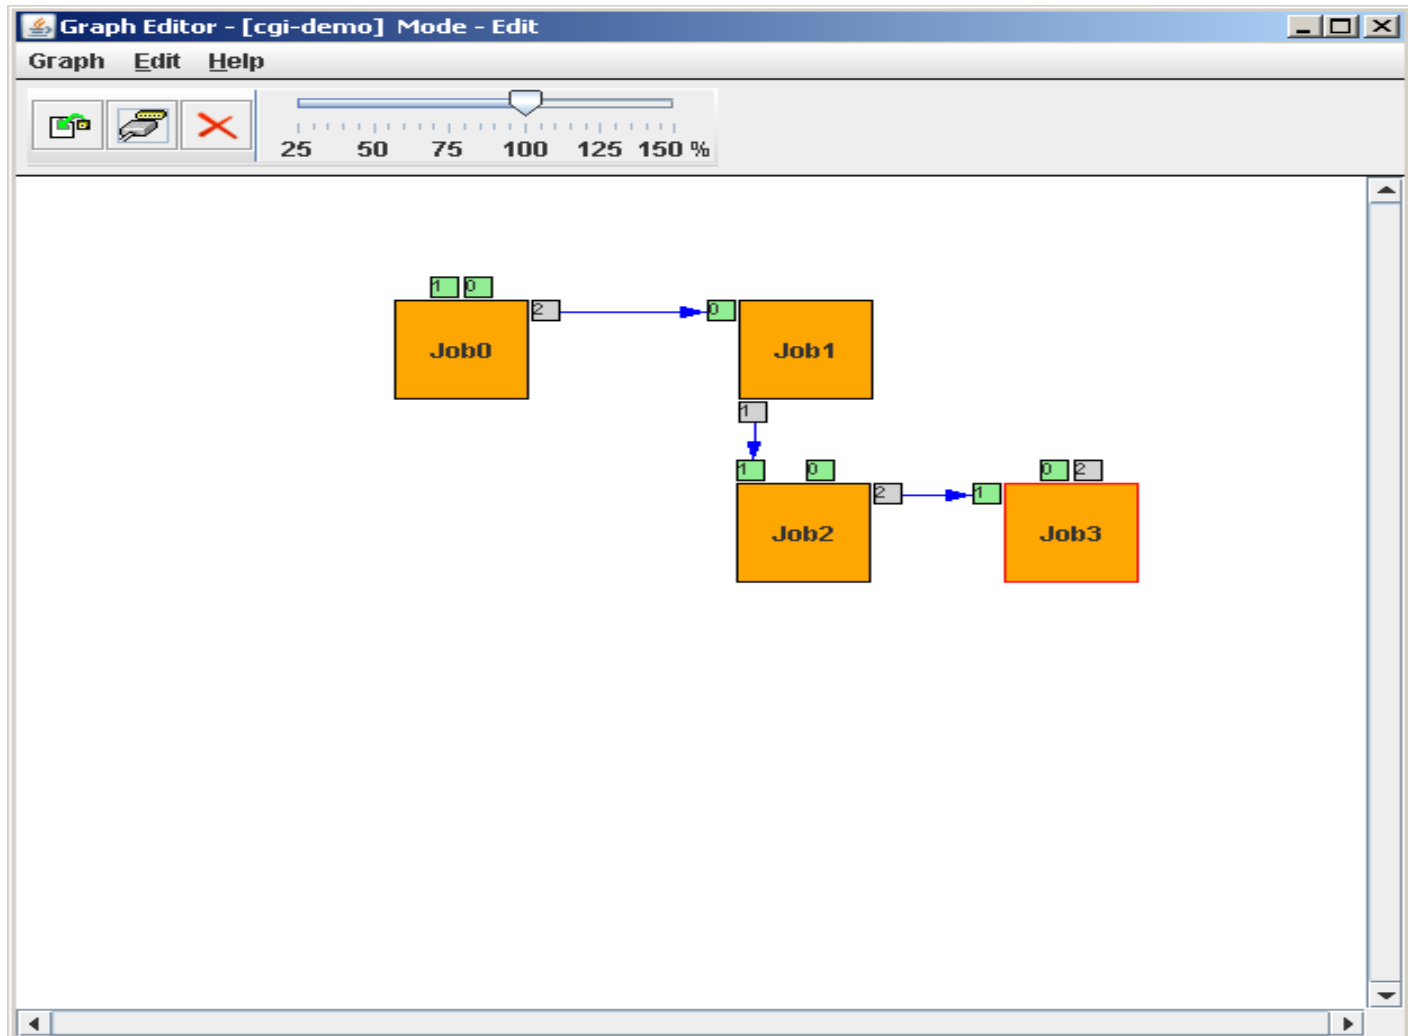 Graph Editor - [cgi-demo] Mode - Edit
Graph Edit Help
25 50 75 100 125 150 %
1 0
2 0
Job0 Job1
1
1 0 0 2
2 1
Job2 Job3